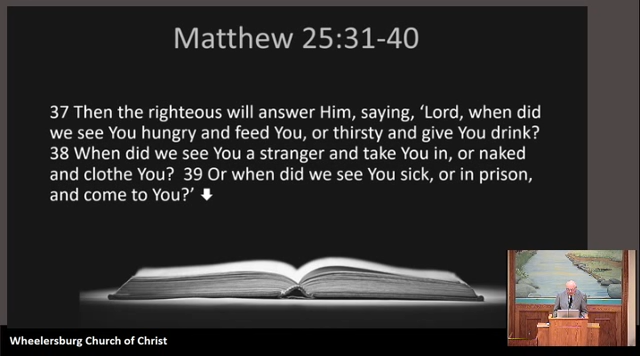 Matthew 25:31-40
37 Then the righteous will answer Him, saying, ‘Lord, when did
we see You hungry and feed You, or thirsty and give You drink?
38 When did we see You a stranger and take You in, or naked
and clothe You?  39 Or when did we see You sick, or in prison,
and come to You?’
Wheelersburg Church of Christ